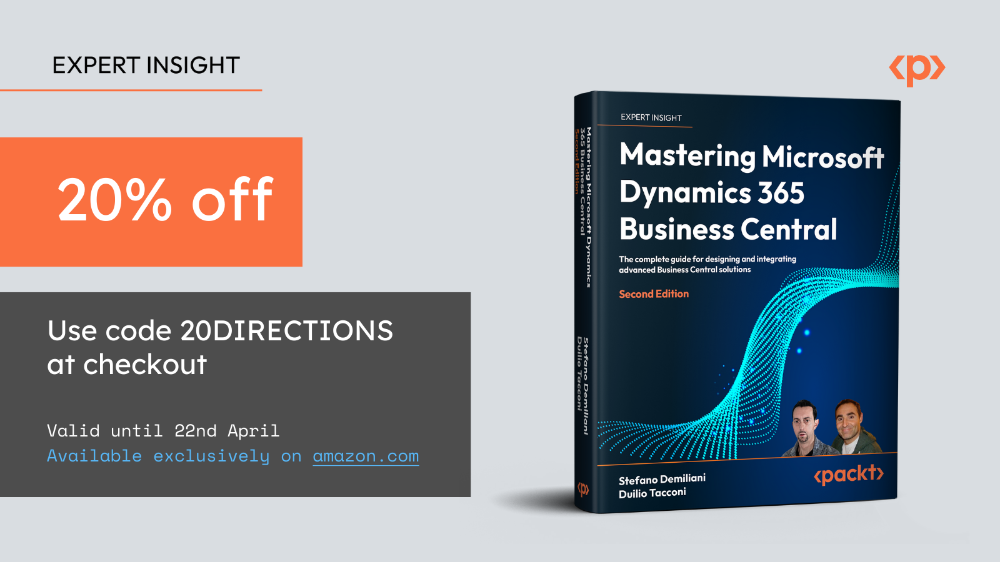 EXPERT INSIGHT
20% off
Use code 20DIRECTIONS
at checkout
Valid until 22nd April
Available exclusively on amazon.com
<p>
EXPERT INSIGHT
Mastering Microsoft
Dynamics 365
Business Central
The complete guide for designing and integrating
advanced Business Central solutions
Second Edition
Stefano Demiliani
Duilio Tacconi
<packt>
Mastering Microsoft Dynamics
365 Business Central
Second Edition
Stefano Demiliani
Duilio Tacconi
<p>